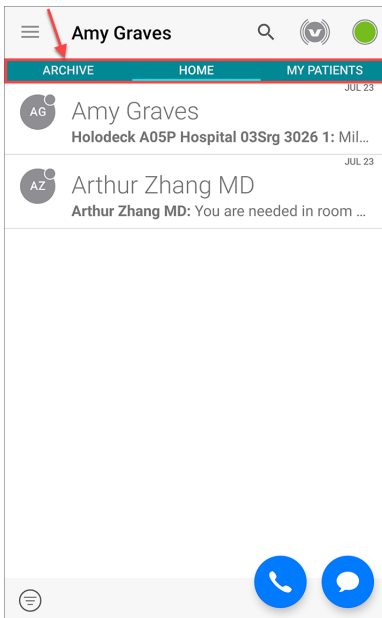 Amy Graves
ARCHIVE HOME MY PATIENTS
JUL 23
AG Amy Graves
Holodeck A05P Hospital 03Srg 3026 1: Mil...
JUL 23
AZ Arthur Zhang MD
Arthur Zhang MD: You are needed in room ...